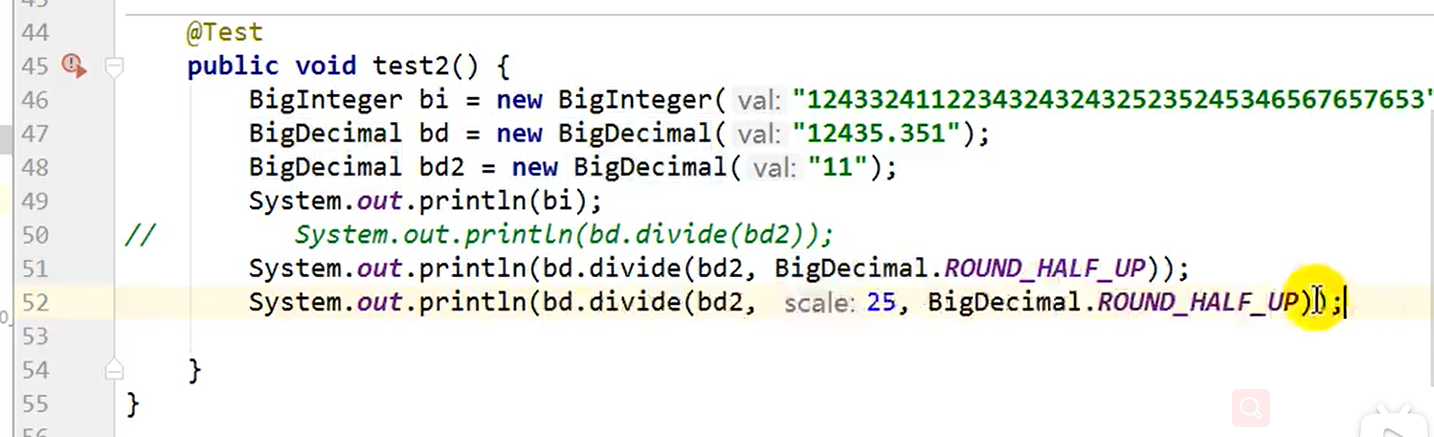 44 @Test
45 public void test2() {
46 BigInteger bi = new BigInteger( val: "1243324112234324324325235245346567657653"
47 BigDecimal bd = new BigDecimal( val: "12435.351");
48 BigDecimal bd2 = new BigDecimal( val: "11");
49 System.out.println(bi);
50 // System.out.println(bd.divide(bd2));
51 System.out.println(bd.divide(bd2, BigDecimal.ROUND_HALF_UP));
52 System.out.println(bd.divide(bd2, scale: 25, BigDecimal.ROUND_HALF_UP));
53
54 }
55 }